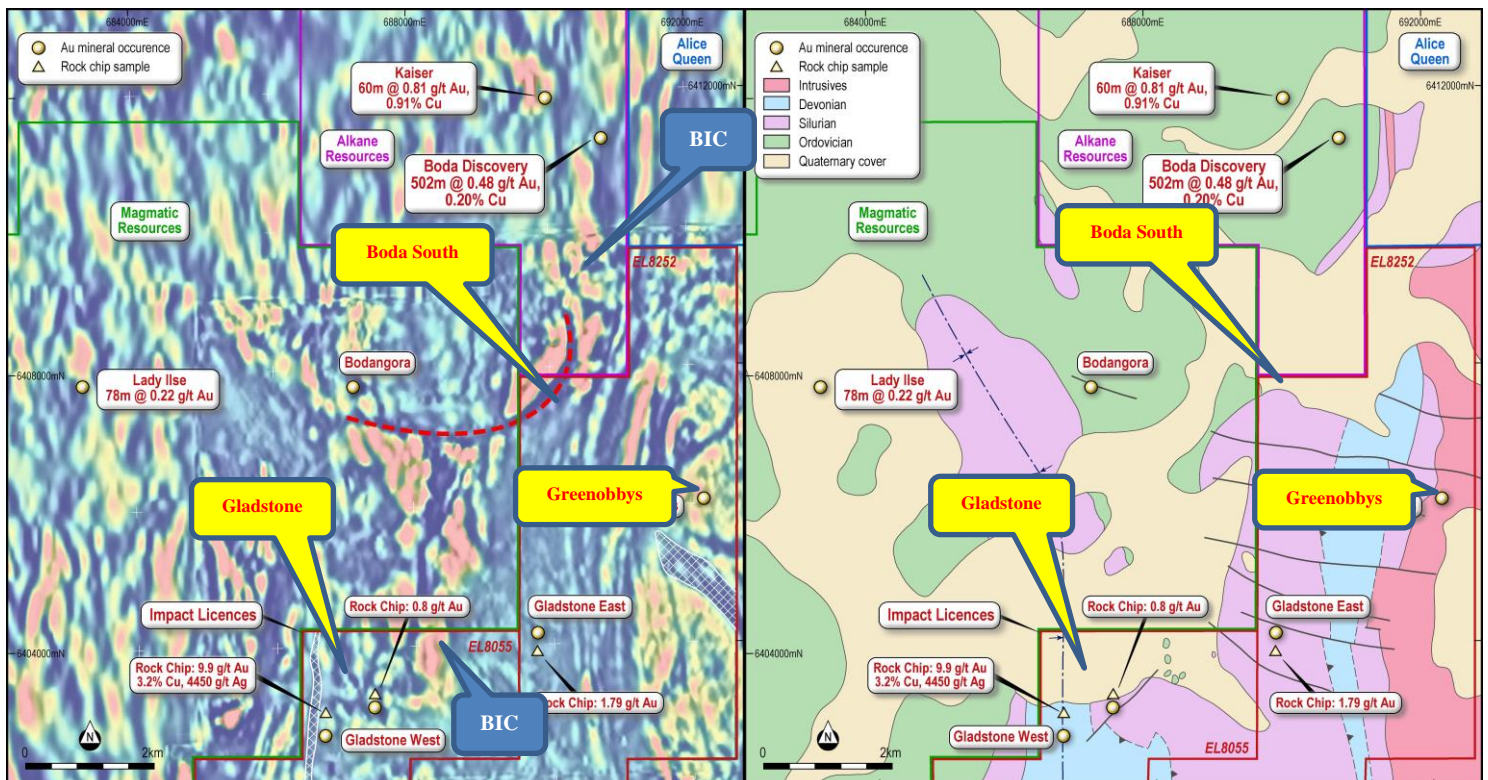 684000mE
688000mE
692000mE
Au mineral occurence
Rock chip sample
Alice
Queen
Kaiser
60m @ 0.81 g/t Au,
0.91% Cu
6412000mN
BIC
Alkane
Resources
Boda Discovery
502m @ 0.48 g/t Au,
0.20% Cu
Magmatic
Resources
Boda South
EL8252
Bodangora
6408000mN
Lady Ilse
78m @ 0.22 g/t Au
Greenobbys
Gladstone
Impact Licences
Rock Chip: 0.8 g/t Au
Gladstone East
6404000mN
EL8055
Rock Chip: 9.9 g/t Au
3.2% Cu, 4450 g/t Ag
Rock Chip: 1.79 g/t Au
BIC
Gladstone West
N
0
2km
684000mE
688000mE
692000mE
Au mineral occurence
Rock chip sample
Intrusives
Devonian
Silurian
Ordovician
Quaternary cover
Alice
Queen
Kaiser
60m @ 0.81 g/t Au,
0.91% Cu
6412000mN
Alkane
Resources
Boda Discovery
502m @ 0.48 g/t Au,
0.20% Cu
Magmatic
Resources
Boda South
EL8252
Bodangora
6408000mN
Lady Ilse
78m @ 0.22 g/t Au
Greenobbys
Gladstone
Impact Licences
Rock Chip: 0.8 g/t Au
Gladstone East
6404000mN
Rock Chip: 9.9 g/t Au
3.2% Cu, 4450 g/t Ag
Rock Chip: 1.79 g/t Au
Gladstone West
EL8055
N
0
2km